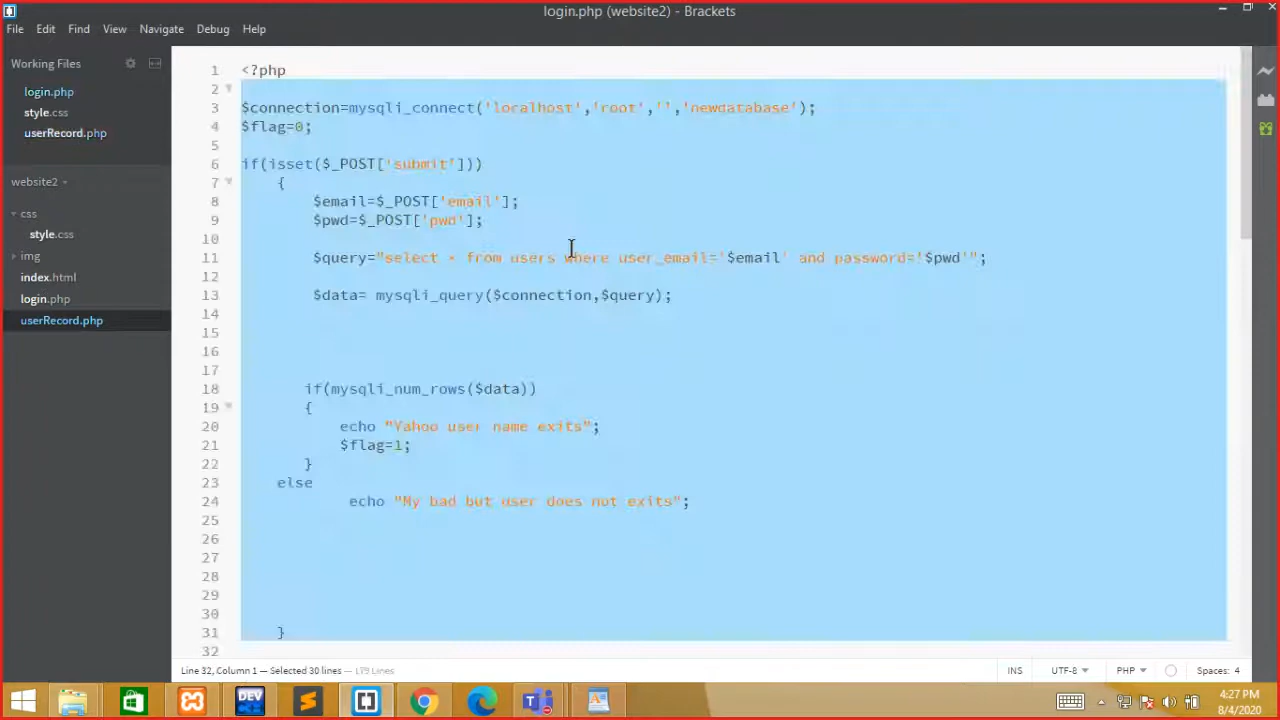 login.php (website2) - Brackets
File Edit Find View Navigate Debug Help
Working Files
login.php
style.css
userRecord.php
website2
css
style.css
img
index.html
login.php
userRecord.php
1 <?php
2
3 $connection=mysqli_connect('localhost','root','','newdatabase');
4 $flag=0;
5
6 if(isset($_POST['submit']))
7 {
8 $email=$_POST['email'];
9 $pwd=$_POST['pwd'];
10
11 $query="select * from users where user_email='$email' and password='$pwd'";
12
13 $data= mysqli_query($connection,$query);
14
15
16
17
18 if(mysqli_num_rows($data))
19 {
20 echo "Yahoo user name exits";
21 $flag=1;
22 }
23 else
24 echo "My bad but user does not exits";
25
26
27
28
29
30
31 }
32
Line 32, Column 1 — Selected 30 lines — 179 Lines
INS UTF-8 PHP Spaces: 4
DEV
4:27 PM
8/4/2020